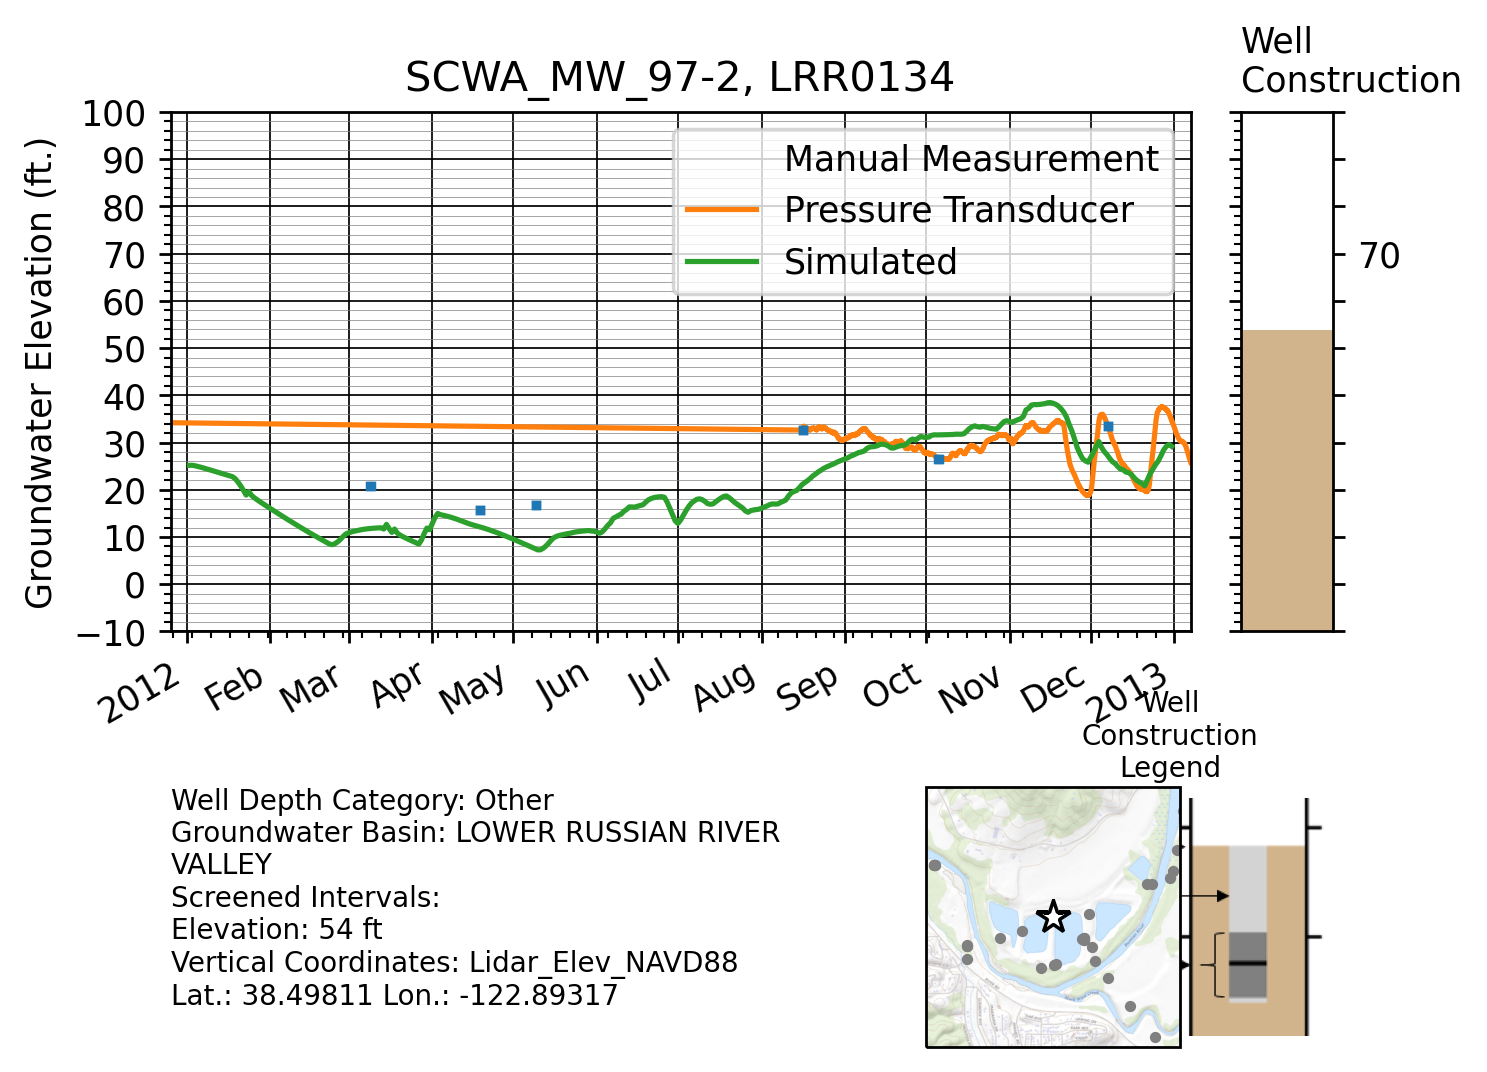 Well
Construction
SCWA_MW_97-2, LRR0134
Groundwater Elevation (ft.)
100
90
80
70
60
50
40
30
20
10
0
−10
Manual Measurement
Pressure Transducer
Simulated
70
2012
Feb
Mar
Apr
May
Jun
Jul
Aug
Sep
Oct
Nov
Dec
2013
Well
Construction
Legend
Well Depth Category: Other
Groundwater Basin: LOWER RUSSIAN RIVER
VALLEY
Screened Intervals:
Elevation: 54 ft
Vertical Coordinates: Lidar_Elev_NAVD88
Lat.: 38.49811 Lon.: -122.89317